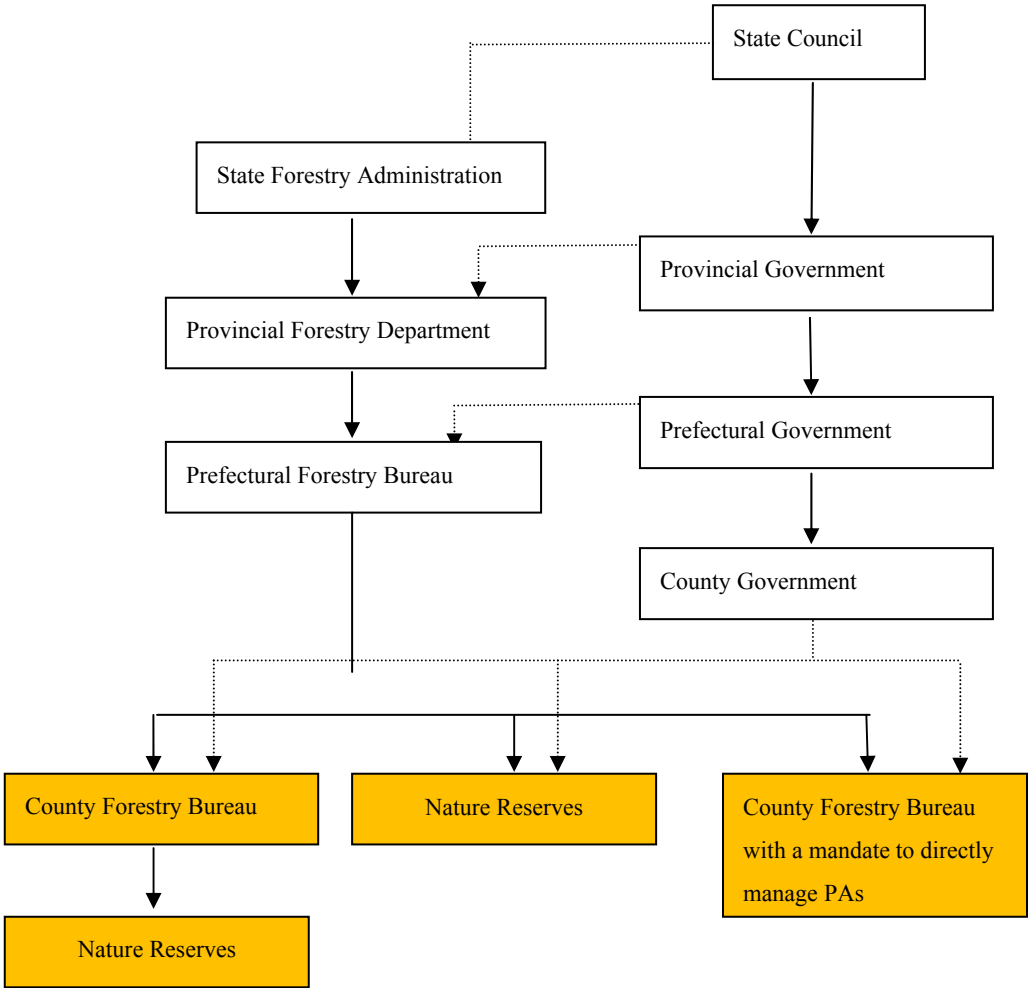 State Council
State Forestry Administration
Provincial Government
Provincial Forestry Department
Prefectural Government
Prefectural Forestry Bureau
County Government
County Forestry Bureau
Nature Reserves
County Forestry Bureau
with a mandate to directly
manage PAs
Nature Reserves